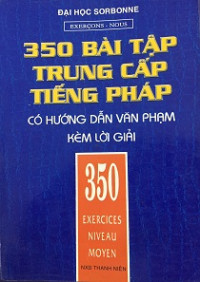 ĐẠI HỌC SORBONNE
EXERÇONS - NOUS
350 BÀI TẬP
TRUNG CẤP
TIẾNG PHÁP
CÓ HƯỚNG DẪN VĂN PHẠM
KÈM LỜI GIẢI
350
EXERCICES
NIVEAU
MOYEN
NXB THANH NIÊN